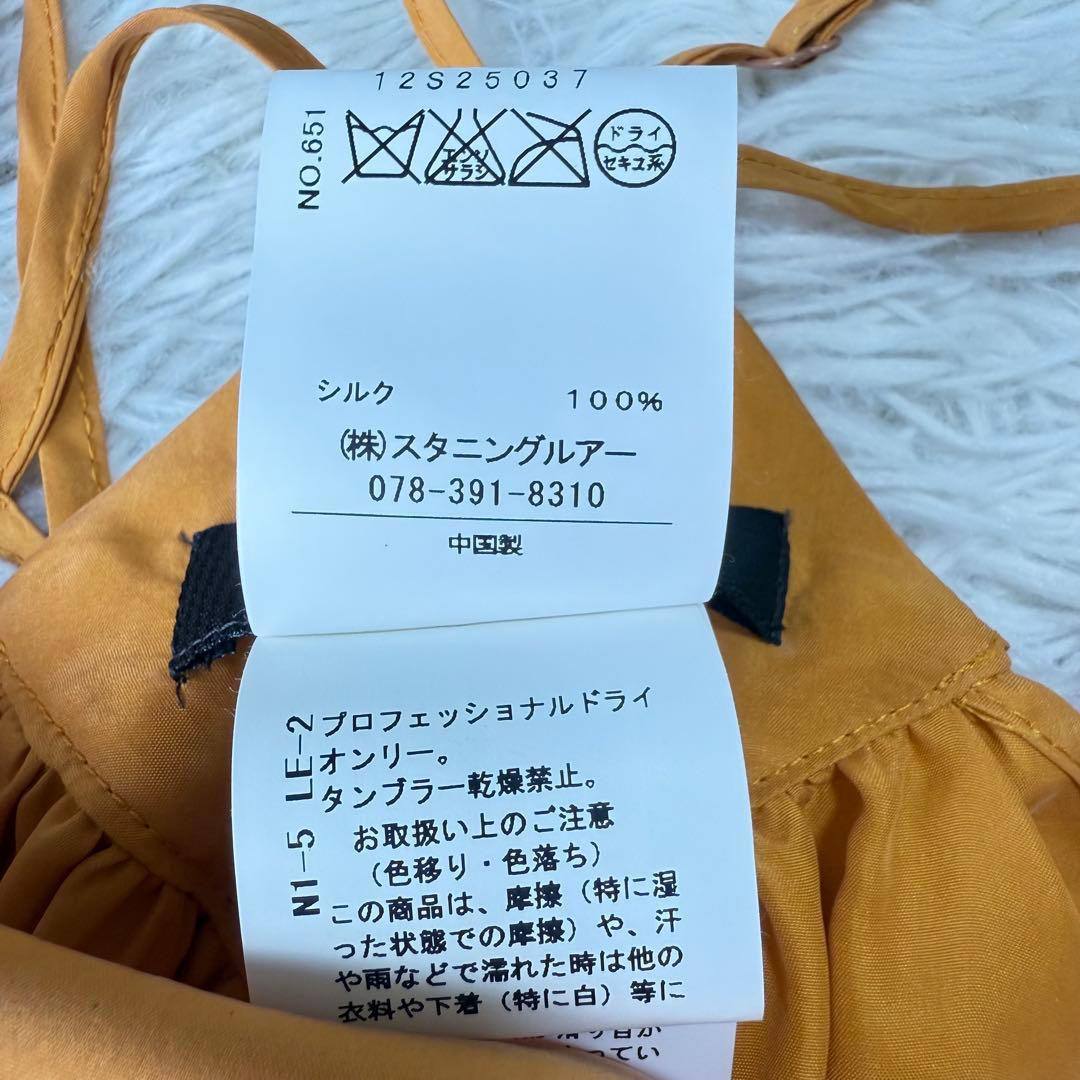 12S25037
NO.651
エンソ
サラシ
ドライ
セキユ系
シルク 100%
(株)スタニングルアー
078-391-8310
中国製
N1-5 LE-2
プロフェッショナルドライ
オンリー。
タンブラー乾燥禁止。
お取扱い上のご注意
(色移り・色落ち)
この商品は、摩擦(特に湿
った状態での摩擦)や、汗
や雨などで濡れた時は他の
衣料や下着(特に白)等に